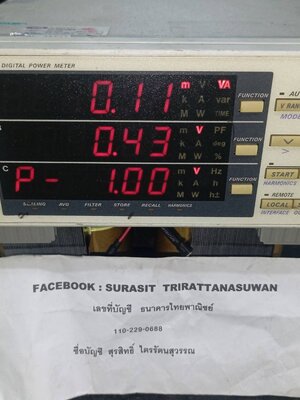 DIGITAL POWER METER
0.11 m V VA
k A var
M W TIME
FUNCTION
AU
V RANG
MODE
0.43 m V PF
k A deg
M W %
FUNCTION
C P- 1.00 m V Hz
k A h
M W h±
FUNCTION
START
HARMONICS
REMOTE
LOCAL
INTERFACE
SCALING AVG FILTER STORE RECALL HARMONICS
FACEBOOK : SURASIT TRIRATTANASUWAN
เลขที่บัญชี ธนาคารไทยพาณิชย์
110-229-0688
ชื่อบัญชี สุรสิทธิ์ ไตรรัตนสุวรรณ